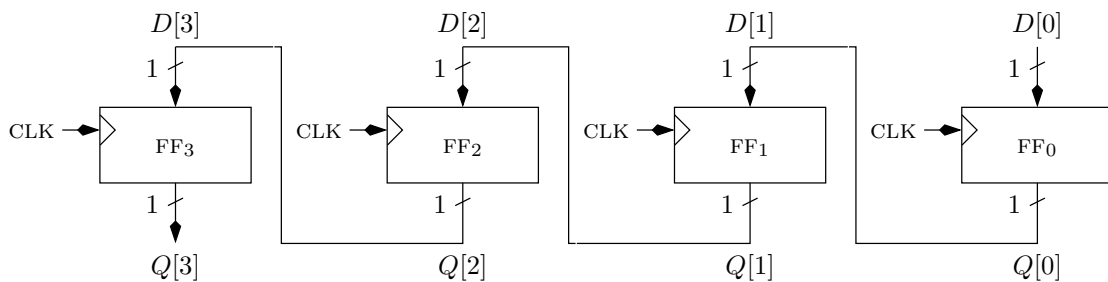 D[3] D[2] D[1] D[0]
1 1 1 1
CLK FF3 CLK FF2 CLK FF1 CLK FF0
1 1 1 1
Q[3] Q[2] Q[1] Q[0]